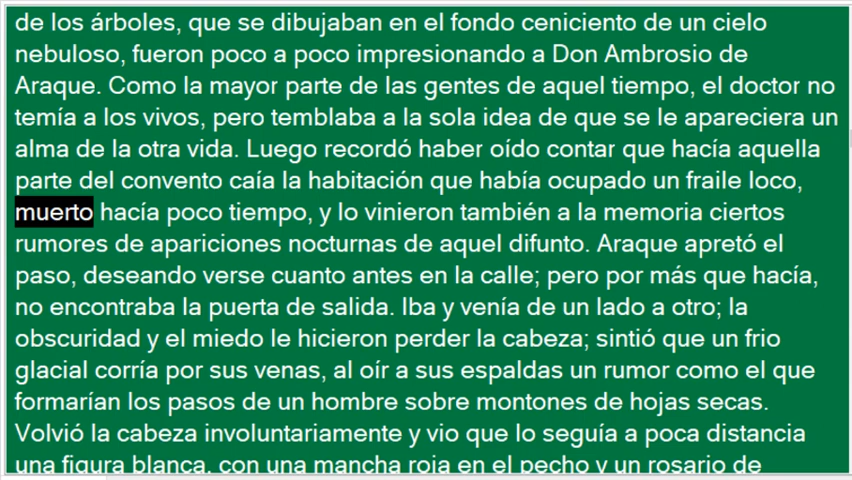 de los árboles, que se dibujaban en el fondo ceniciento de un cielo
nebuloso, fueron poco a poco impresionando a Don Ambrosio de
Araque. Como la mayor parte de las gentes de aquel tiempo, el doctor no
temía a los vivos, pero temblaba a la sola idea de que se le apareciera un
alma de la otra vida. Luego recordó haber oído contar que hacía aquella
parte del convento caía la habitación que había ocupado un fraile loco,
muerto hacía poco tiempo, y lo vinieron también a la memoria ciertos
rumores de apariciones nocturnas de aquel difunto. Araque apretó el
paso, deseando verse cuanto antes en la calle; pero por más que hacía,
no encontraba la puerta de salida. Iba y venía de un lado a otro; la
obscuridad y el miedo le hicieron perder la cabeza; sintió que un frio
glacial corría por sus venas, al oír a sus espaldas un rumor como el que
formarían los pasos de un hombre sobre montones de hojas secas.
Volvió la cabeza involuntariamente y vio que lo seguía a poca distancia
una figura blanca, con una mancha roja en el pecho y un rosario de